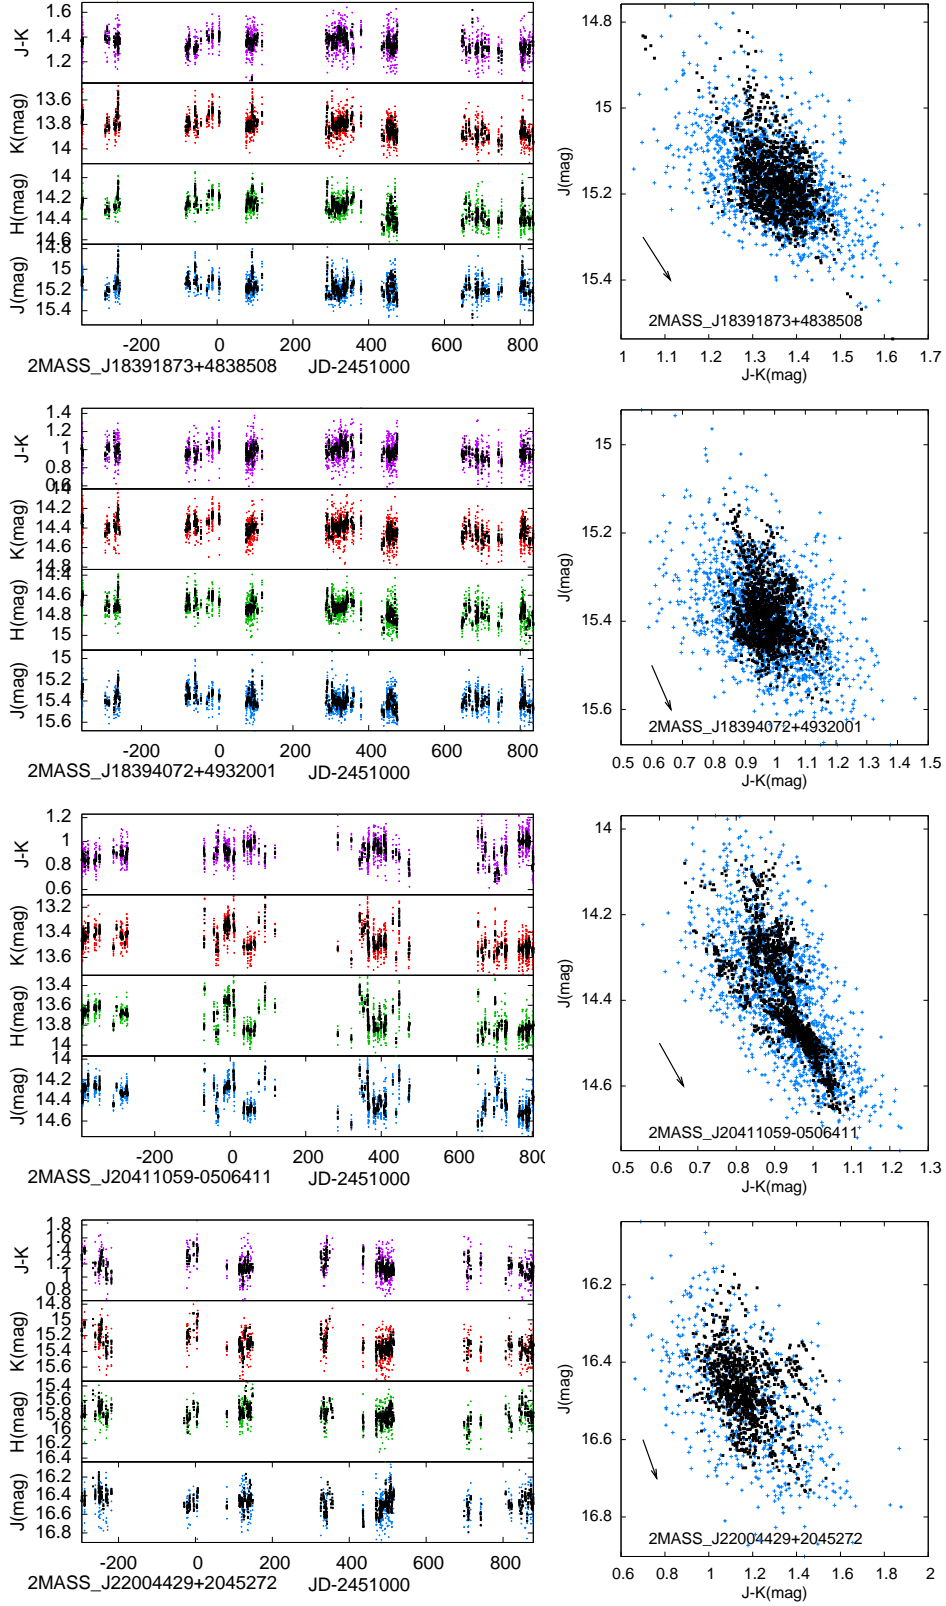 1.6
1.4
1.2
J-K
13.6
13.8
14
K(mag)
14
14.2
14.4
14.6
H(mag)
15
15.2
15.4
J(mag)
-200 0 200 400 600 800
2MASS_J18391873+4838508 JD-2451000
14.8
15
15.2
15.4
J(mag)
2MASS_J18391873+4838508
1 1.1 1.2 1.3 1.4 1.5 1.6 1.7
J-K(mag)
1.4
1.2
1
0.8
0.6
J-K
14
14.2
14.4
14.6
14.8
K(mag)
14.4
14.6
14.8
15
H(mag)
15
15.2
15.4
15.6
J(mag)
-200 0 200 400 600 800
2MASS_J18394072+4932001 JD-2451000
15
15.2
15.4
15.6
J(mag)
2MASS_J18394072+4932001
0.5 0.6 0.7 0.8 0.9 1 1.1 1.2 1.3 1.4 1.5
J-K(mag)
1.2
1
0.8
0.6
J-K
13.2
13.4
13.6
K(mag)
13.4
13.6
13.8
14
H(mag)
14
14.2
14.4
14.6
J(mag)
-200 0 200 400 600 800
2MASS_J20411059-0506411 JD-2451000
14
14.2
14.4
14.6
J(mag)
2MASS_J20411059-0506411
0.5 0.6 0.7 0.8 0.9 1 1.1 1.2 1.3
J-K(mag)
1.8
1.6
1.4
1.2
1
0.8
J-K
14.8
15
15.2
15.4
15.6
K(mag)
15.4
15.6
15.8
16
16.2
16.4
H(mag)
16.2
16.4
16.6
16.8
J(mag)
-200 0 200 400 600 800
2MASS_J22004429+2045272 JD-2451000
16.2
16.4
16.6
16.8
J(mag)
2MASS_J22004429+2045272
0.6 0.8 1 1.2 1.4 1.6 1.8 2
J-K(mag)